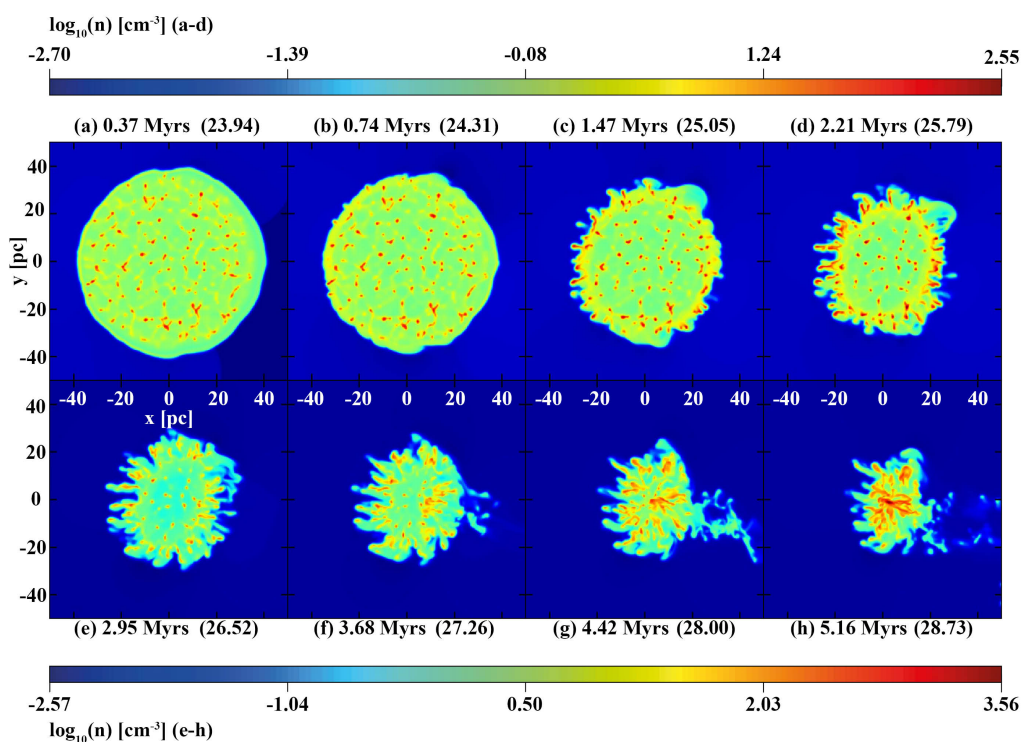 log₁₀(n) [cm⁻³] (a-d)
-2.70 -1.39 -0.08 1.24 2.55
(a) 0.37 Myrs (23.94) (b) 0.74 Myrs (24.31) (c) 1.47 Myrs (25.05) (d) 2.21 Myrs (25.79)
40
20
0
-20
-40
y [pc]
-40 -20 0 20 40 -40 -20 0 20 40 -40 -20 0 20 40 -40 -20 0 20 40
x [pc]
40
20
0
-20
-40
(e) 2.95 Myrs (26.52) (f) 3.68 Myrs (27.26) (g) 4.42 Myrs (28.00) (h) 5.16 Myrs (28.73)
-2.57 -1.04 0.50 2.03 3.56
log₁₀(n) [cm⁻³] (e-h)